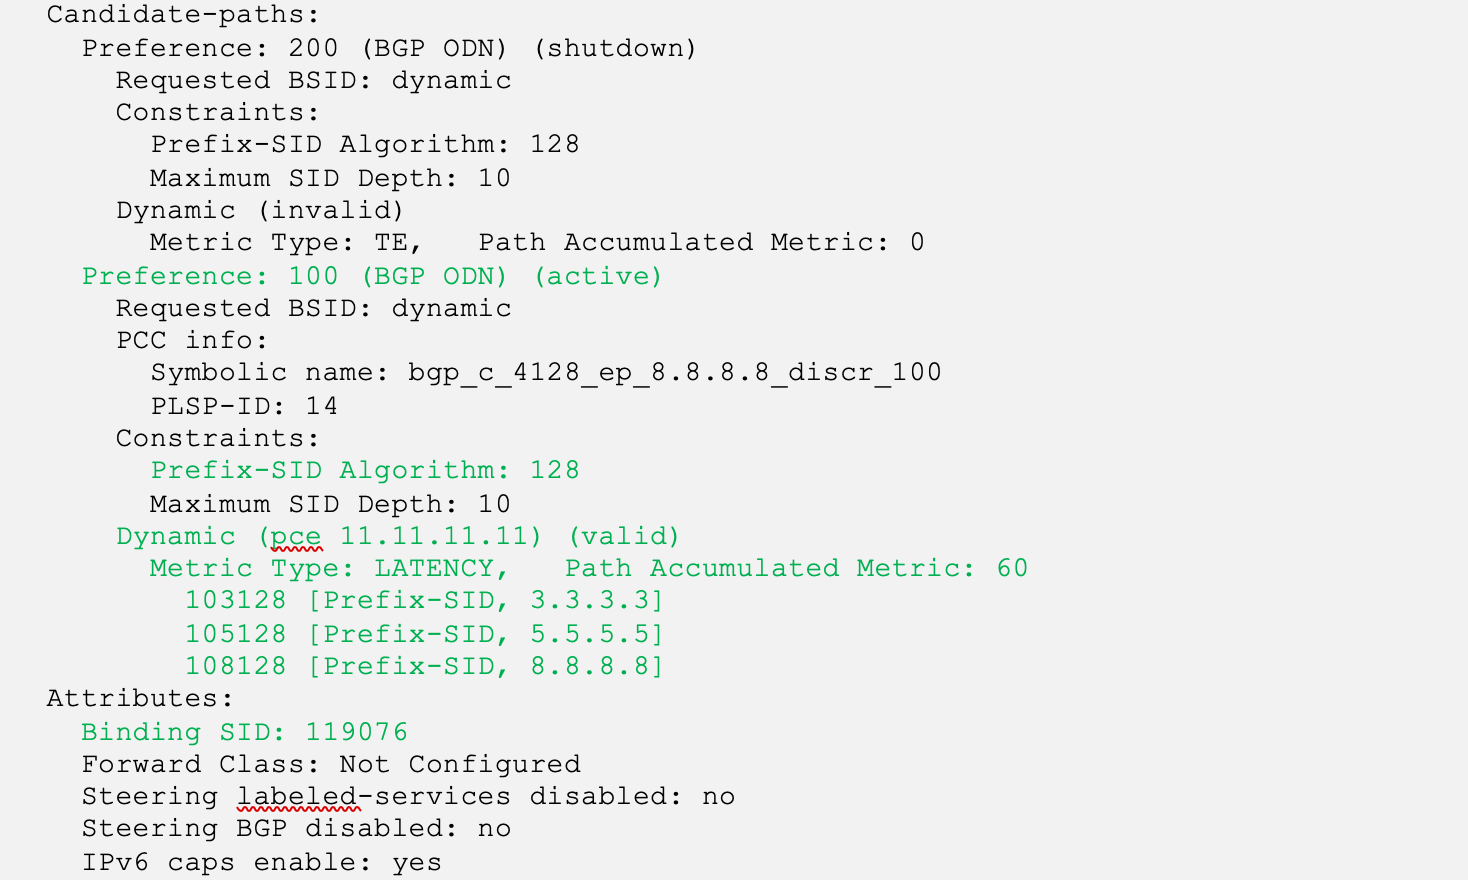 Candidate-paths:
Preference: 200 (BGP ODN) (shutdown)
Requested BSID: dynamic
Constraints:
Prefix-SID Algorithm: 128
Maximum SID Depth: 10
Dynamic (invalid)
Metric Type: TE, Path Accumulated Metric: 0
Preference: 100 (BGP ODN) (active)
Requested BSID: dynamic
PCC info:
Symbolic name: bgp_c_4128_ep_8.8.8.8_discr_100
PLSP-ID: 14
Constraints:
Prefix-SID Algorithm: 128
Maximum SID Depth: 10
Dynamic (pce 11.11.11.11) (valid)
Metric Type: LATENCY, Path Accumulated Metric: 60
103128 [Prefix-SID, 3.3.3.3]
105128 [Prefix-SID, 5.5.5.5]
108128 [Prefix-SID, 8.8.8.8]
Attributes:
Binding SID: 119076
Forward Class: Not Configured
Steering labeled-services disabled: no
Steering BGP disabled: no
IPv6 caps enable: yes